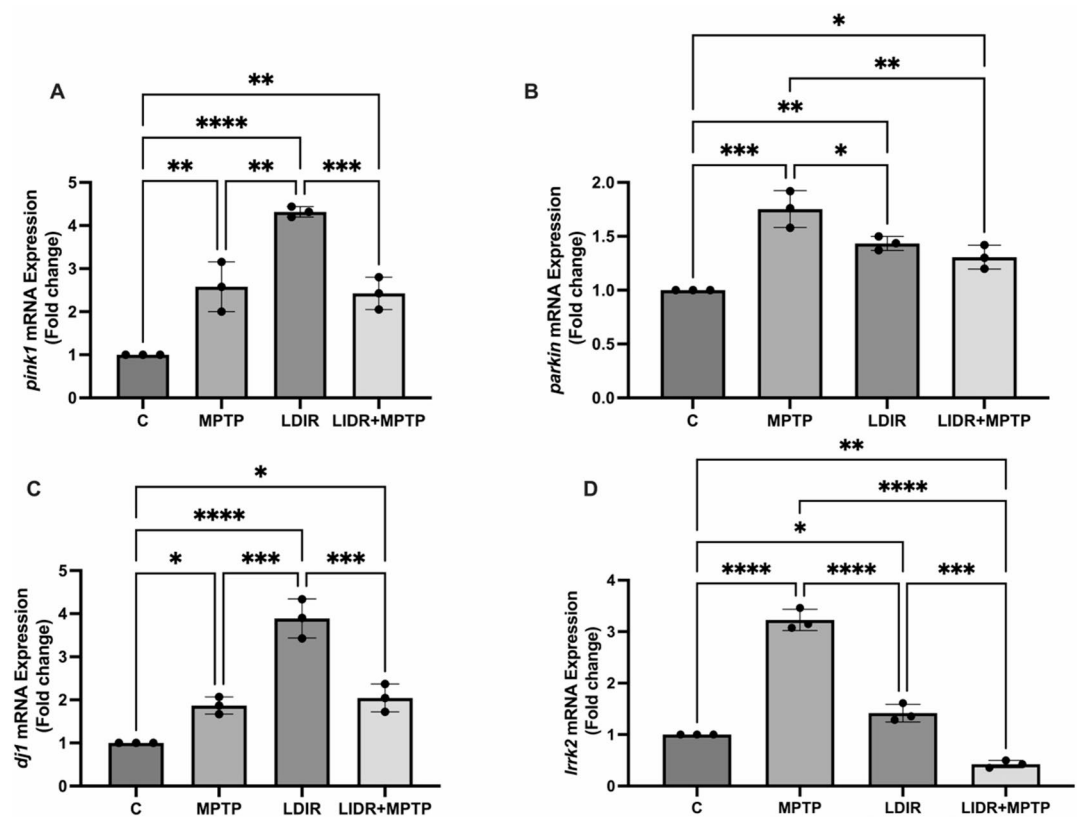 A
**
****
** ** ***
5
4
3
2
1
0
pink1 mRNA Expression
(Fold change)
C MPTP LDIR LIDR+MPTP
B
*
**
**
*** *
2.0
1.5
1.0
0.5
0.0
parkin mRNA Expression
(Fold change)
C MPTP LDIR LIDR+MPTP
C
*
****
* *** ***
5
4
3
2
1
0
dj1 mRNA Expression
(Fold change)
C MPTP LDIR LIDR+MPTP
D
**
****
*
**** **** ***
4
3
2
1
0
lrrk2 mRNA Expression
(Fold change)
C MPTP LDIR LIDR+MPTP